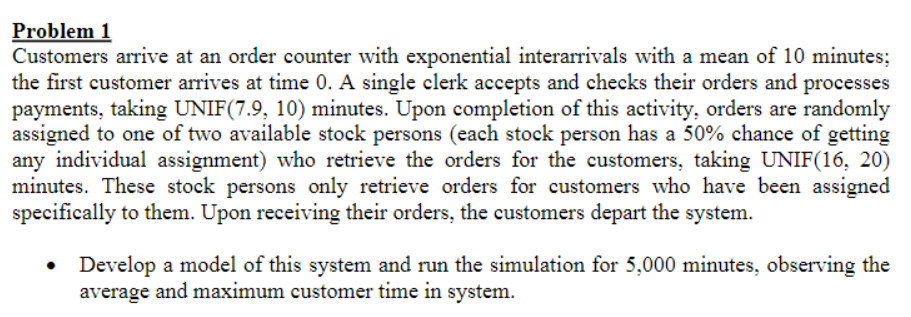 Problem 1
Customers arrive at an order counter with exponential interarrivals with a mean of 10 minutes;
the first customer arrives at time 0. A single clerk accepts and checks their orders and processes
payments, taking UNIF(7.9, 10) minutes. Upon completion of this activity, orders are randomly
assigned to one of two available stock persons (each stock person has a 50% chance of getting
any individual assignment) who retrieve the orders for the customers, taking UNIF(16, 20)
minutes. These stock persons only retrieve orders for customers who have been assigned
specifically to them. Upon receiving their orders, the customers depart the system.
• Develop a model of this system and run the simulation for 5,000 minutes, observing the
average and maximum customer time in system.